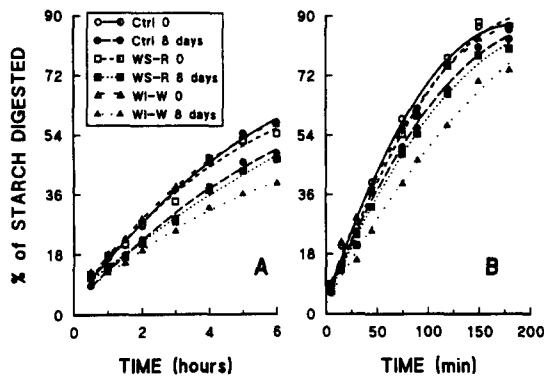 90
72
54
36
18
0
% of STARCH DIGESTED
Ctrl 0
Ctrl 8 days
WS-R 0
WS-R 8 days
WI-W 0
WI-W 8 days
A
0 2 4 6
TIME (hours)
90
72
54
36
18
0
B
0 50 100 150 200
TIME (min)